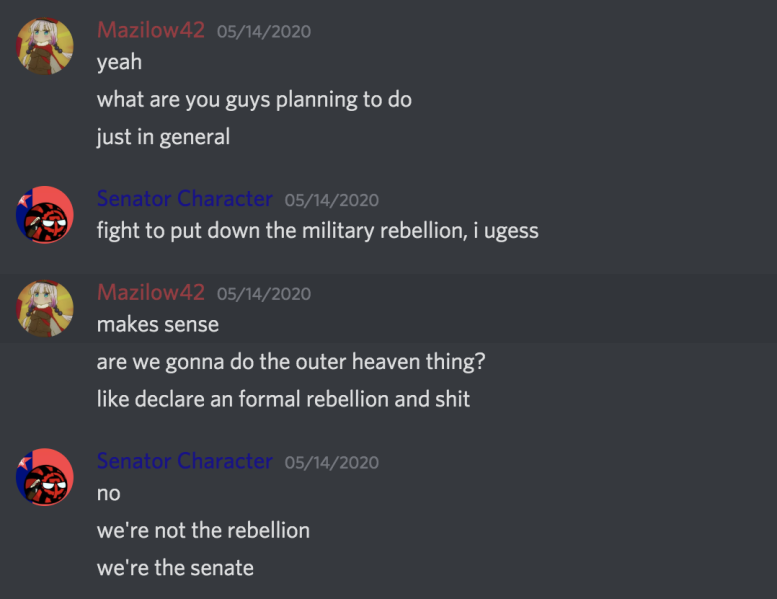 Mazilow42 05/14/2020
yeah
what are you guys planning to do
just in general
Senator Character 05/14/2020
fight to put down the military rebellion, i ugess
Mazilow42 05/14/2020
makes sense
are we gonna do the outer heaven thing?
like declare an formal rebellion and shit
Senator Character 05/14/2020
no
we're not the rebellion
we're the senate